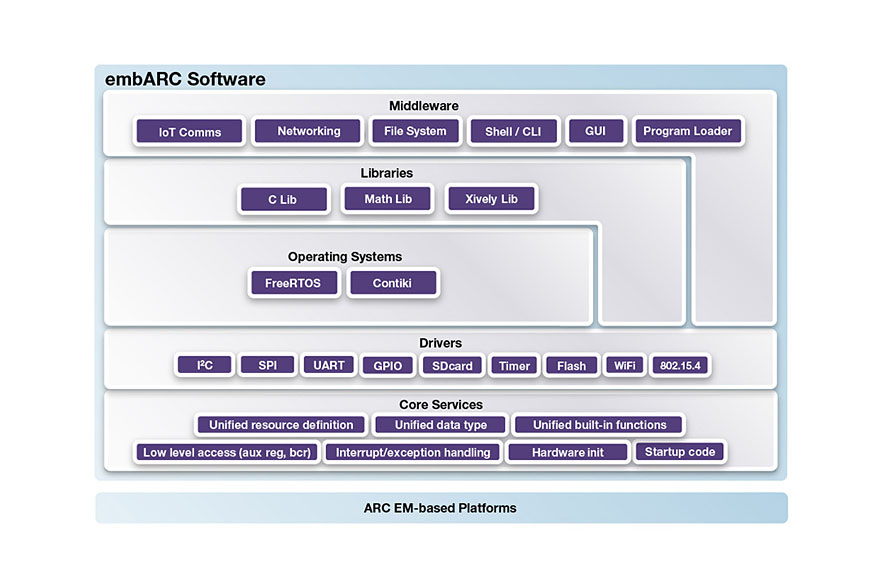 embARC Software
Middleware
IoT Comms
Networking
File System
Shell / CLI
GUI
Program Loader
Libraries
C Lib
Math Lib
Xively Lib
Operating Systems
FreeRTOS
Contiki
Drivers
I²C
SPI
UART
GPIO
SDcard
Timer
Flash
WiFi
802.15.4
Core Services
Unified resource definition
Unified data type
Unified built-in functions
Low level access (aux reg, bcr)
Interrupt/exception handling
Hardware init
Startup code
ARC EM-based Platforms